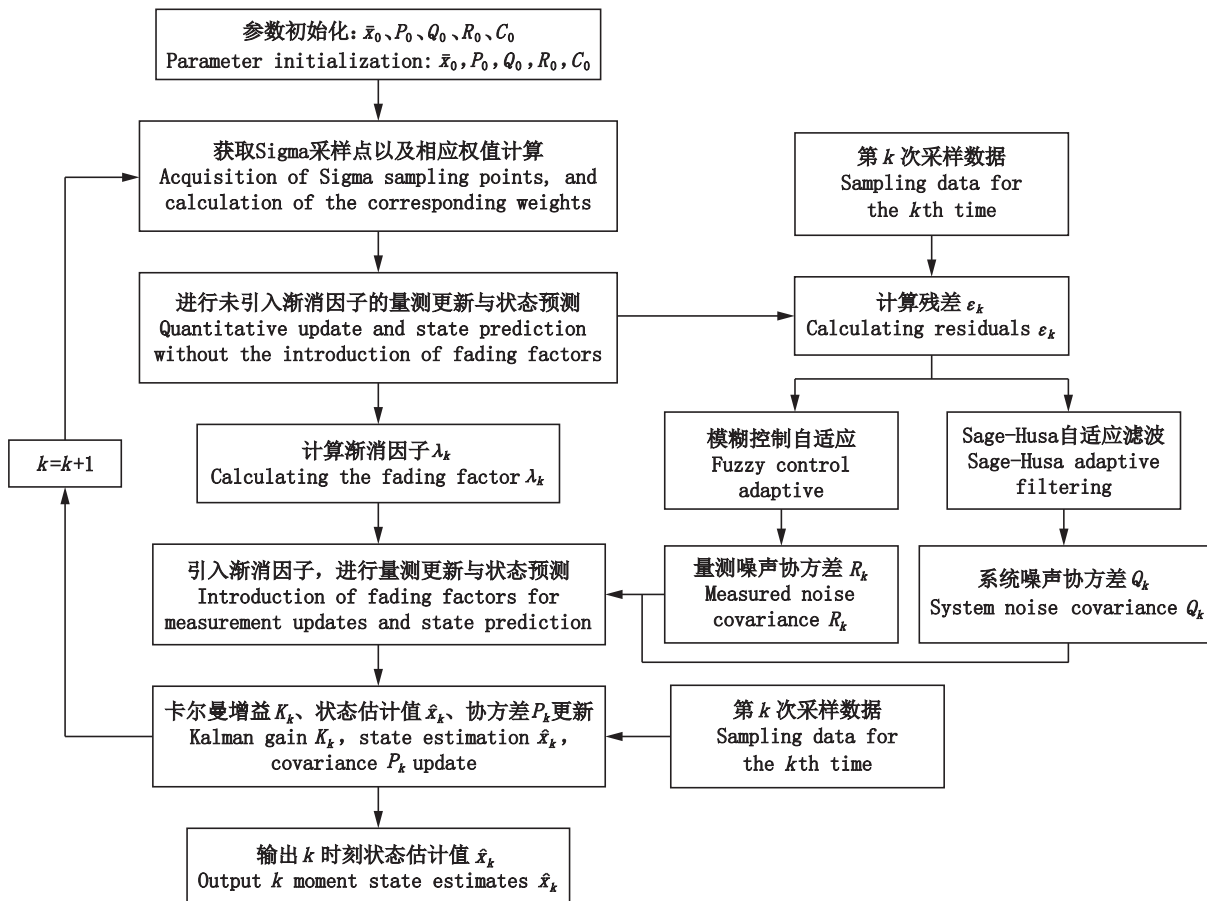 参数初始化: x̄₀、P₀、Q₀、R₀、C₀
Parameter initialization: x̄₀, P₀, Q₀, R₀, C₀
获取Sigma采样点以及相应权值计算
Acquisition of Sigma sampling points, and
calculation of the corresponding weights
第 k 次采样数据
Sampling data for
the kth time
进行未引入渐消因子的量测更新与状态预测
Quantitative update and state prediction
without the introduction of fading factors
计算残差 εₖ
Calculating residuals εₖ
k=k+1
计算渐消因子 λₖ
Calculating the fading factor λₖ
模糊控制自适应
Fuzzy control
adaptive
Sage-Husa自适应滤波
Sage-Husa adaptive
filtering
引入渐消因子，进行量测更新与状态预测
Introduction of fading factors for
measurement updates and state prediction
量测噪声协方差 Rₖ
Measured noise
covariance Rₖ
系统噪声协方差 Qₖ
System noise covariance Qₖ
卡尔曼增益 Kₖ、状态估计值 x̂ₖ、协方差 Pₖ更新
Kalman gain Kₖ, state estimation x̂ₖ,
covariance Pₖ update
第 k 次采样数据
Sampling data for
the kth time
输出 k 时刻状态估计值 x̂ₖ
Output k moment state estimates x̂ₖ